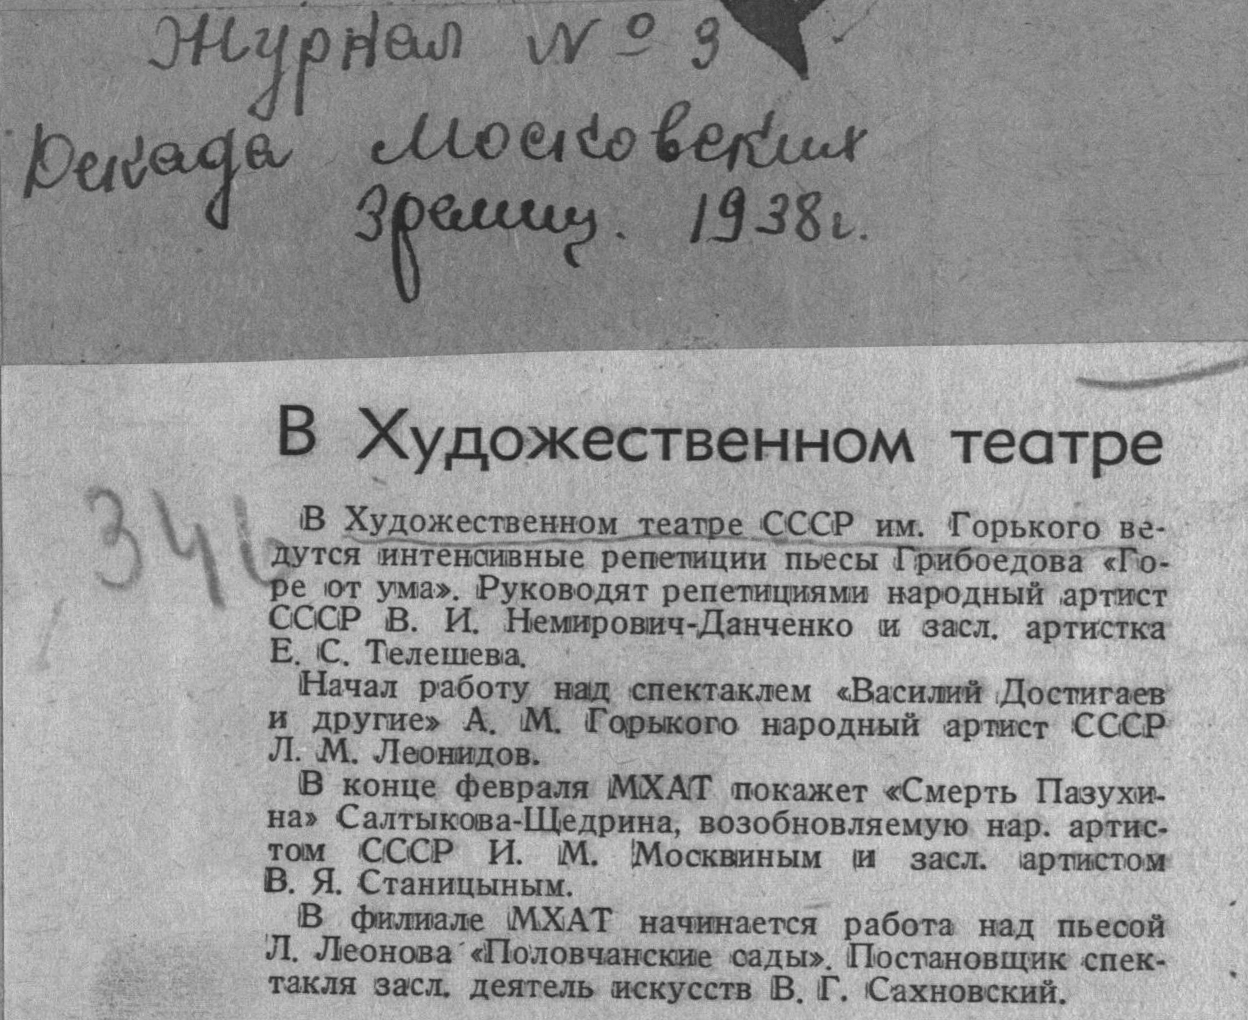 Журнал № 3
Декада Московских
Зрелищ. 1938г.
В Художественном театре
346
В Художественном театре СССР им. Горького ве-
дутся интенсивные репетиции пьесы Грибоедова «Го-
ре от ума». Руководят репетициями народный артист
СССР В. И. Немирович-Данченко и засл. артистка
Е. С. Телешева.
Начал работу над спектаклем «Василий Достигаев
и другие» А. М. Горького народный артист СССР
Л. М. Леонидов.
В конце февраля МХАТ покажет «Смерть Пазухи-
на» Салтыкова-Щедрина, возобновляемую нар. артис-
том СССР И. М. Москвиным и засл. артистом
В. Я. Станицыным.
В филиале МХАТ начинается работа над пьесой
Л. Леонова «Половчанские сады». Постановщик спек-
такля засл. деятель искусств В. Г. Сахновский.